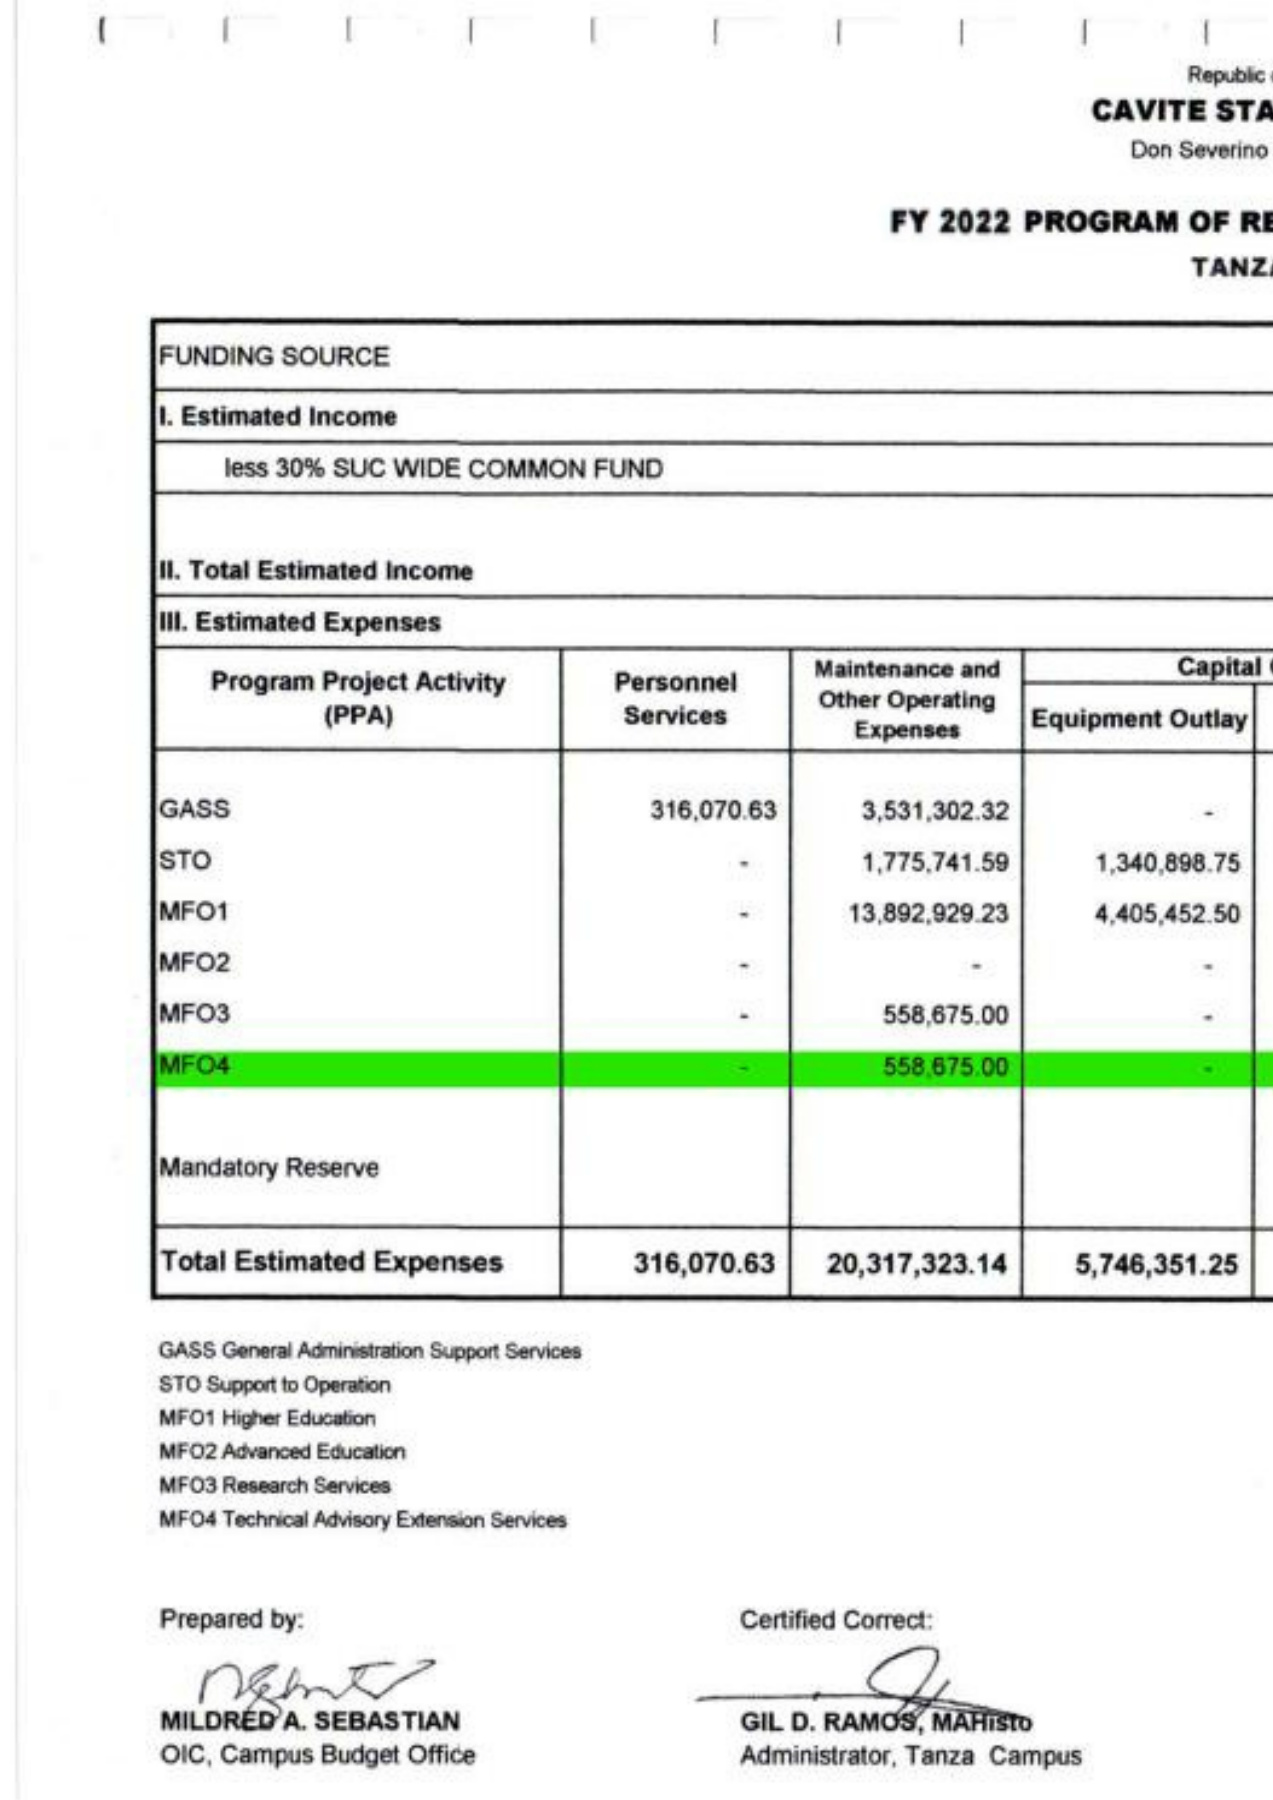 Republic
CAVITE STA
Don Severino
FY 2022 PROGRAM OF RE
TANZA
FUNDING SOURCE
I. Estimated Income
less 30% SUC WIDE COMMON FUND
II. Total Estimated Income
III. Estimated Expenses
Program Project Activity (PPA) Personnel Services Maintenance and Other Operating Expenses Capital
Equipment Outlay
GASS 316,070.63 3,531,302.32 -
STO - 1,775,741.59 1,340,898.75
MFO1 - 13,892,929.23 4,405,452.50
MFO2 - - -
MFO3 - 558,675.00 -
MFO4 - 558,675.00 -
Mandatory Reserve
Total Estimated Expenses 316,070.63 20,317,323.14 5,746,351.25
GASS General Administration Support Services
STO Support to Operation
MFO1 Higher Education
MFO2 Advanced Education
MFO3 Research Services
MFO4 Technical Advisory Extension Services
Prepared by: Certified Correct:
MILDRED A. SEBASTIAN GIL D. RAMOS, MAHisto
OIC, Campus Budget Office Administrator, Tanza Campus